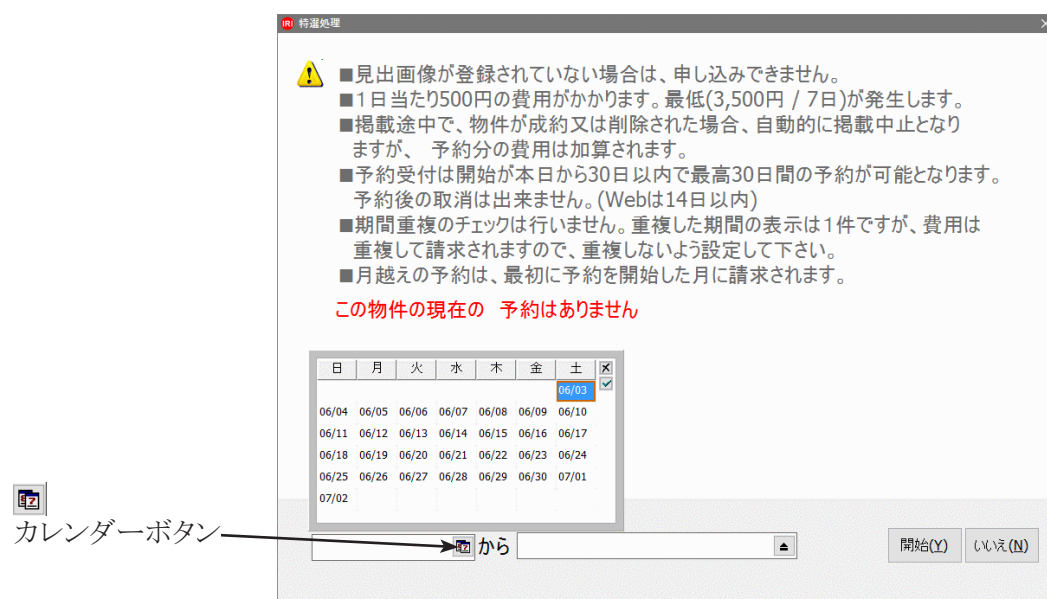 IRI 特選処理
■見出画像が登録されていない場合は、申し込みできません。
■1日当たり500円の費用がかかります。最低(3,500円 / 7日)が発生します。
■掲載途中で、物件が成約又は削除された場合、自動的に掲載中止となり
ますが、 予約分の費用は加算されます。
■予約受付は開始が本日から30日以内で最高30日間の予約が可能となります。
予約後の取消は出来ません。(Webは14日以内)
■期間重複のチェックは行いません。重複した期間の表示は1件ですが、費用は
重複して請求されますので、重複しないよう設定して下さい。
■月越えの予約は、最初に予約を開始した月に請求されます。
この物件の現在の 予約はありません
日 月 火 水 木 金 土
06/03
06/04 06/05 06/06 06/07 06/08 06/09 06/10
06/11 06/12 06/13 06/14 06/15 06/16 06/17
06/18 06/19 06/20 06/21 06/22 06/23 06/24
06/25 06/26 06/27 06/28 06/29 06/30 07/01
07/02
カレンダーボタン
から
開始(Y) いいえ(N)